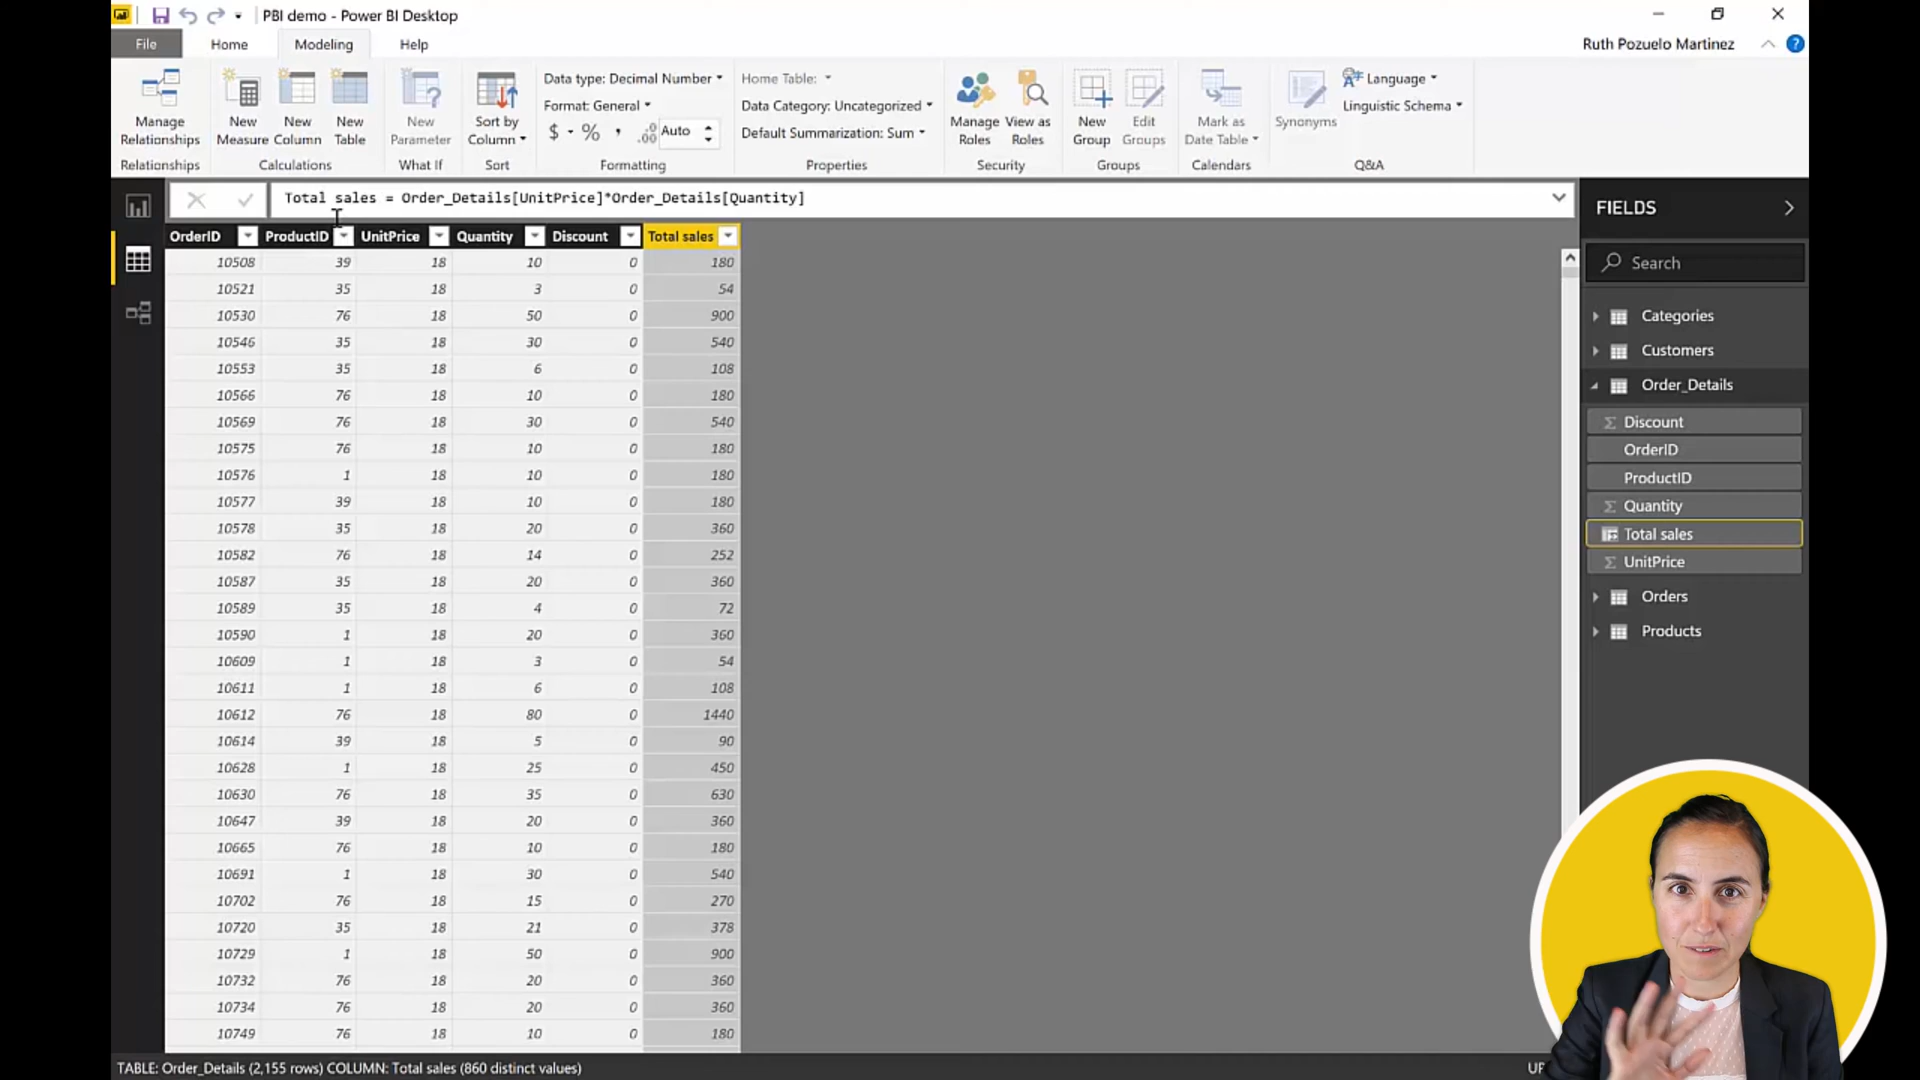 PBI demo - Power BI Desktop
Ruth Pozuelo Martinez
File Home Modeling Help
Manage Relationships
Relationships
New Measure
New Column
New Table
Calculations
New Parameter
What If
Sort by Column
Sort
Data type: Decimal Number
Format: General
$ % , .00 Auto
Formatting
Home Table:
Data Category: Uncategorized
Default Summarization: Sum
Properties
Manage Roles
View as Roles
Security
New Group
Edit Groups
Groups
Mark as Date Table
Calendars
Synonyms
Language
Linguistic Schema
Q&A
Total sales = Order_Details[UnitPrice]*Order_Details[Quantity]
OrderID ProductID UnitPrice Quantity Discount Total sales
10508 39 18 10 0 180
10521 35 18 3 0 54
10530 76 18 50 0 900
10546 35 18 30 0 540
10553 35 18 6 0 108
10566 76 18 10 0 180
10569 76 18 30 0 540
10575 76 18 10 0 180
10576 1 18 10 0 180
10577 39 18 10 0 180
10578 35 18 20 0 360
10582 76 18 14 0 252
10587 35 18 20 0 360
10589 35 18 4 0 72
10590 1 18 20 0 360
10609 1 18 3 0 54
10611 1 18 6 0 108
10612 76 18 80 0 1440
10614 39 18 5 0 90
10628 1 18 25 0 450
10630 76 18 35 0 630
10647 39 18 20 0 360
10665 76 18 10 0 180
10691 1 18 30 0 540
10702 76 18 15 0 270
10720 35 18 21 0 378
10729 1 18 50 0 900
10732 76 18 20 0 360
10734 76 18 20 0 360
10749 76 18 10 0 180
FIELDS
Search
Categories
Customers
Order_Details
Discount
OrderID
ProductID
Quantity
Total sales
UnitPrice
Orders
Products
TABLE: Order_Details (2,155 rows) COLUMN: Total sales (860 distinct values)